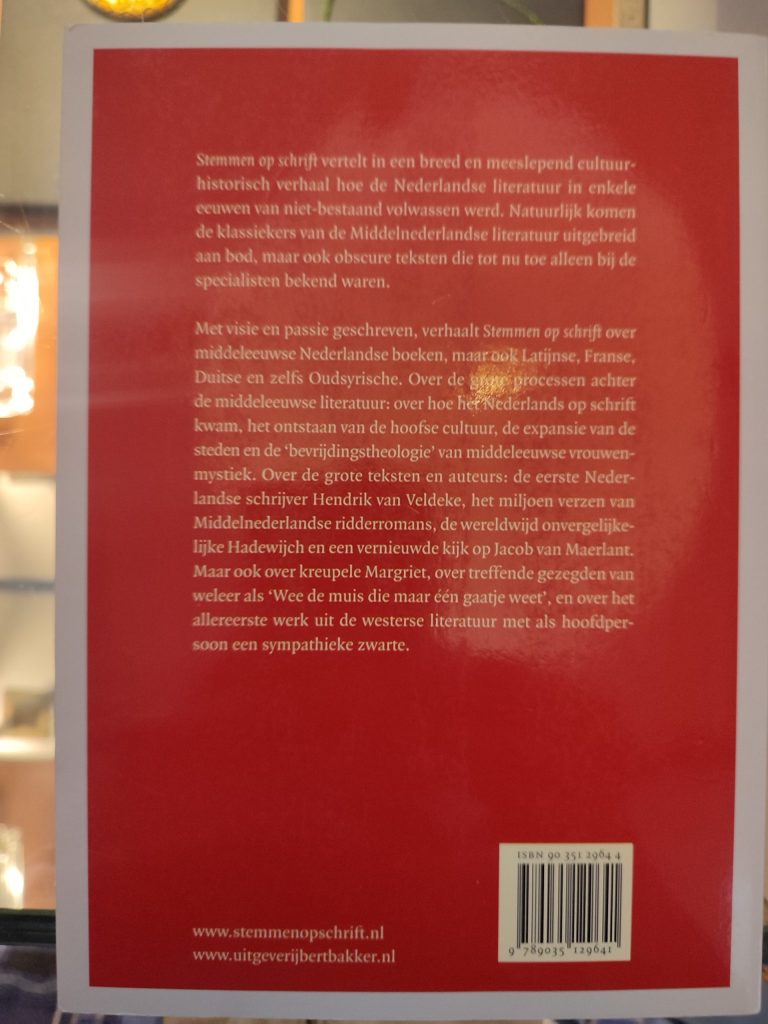 Stemmen op schrift vertelt in een breed en meeslepend cultuur-
historisch verhaal hoe de Nederlandse literatuur in enkele
eeuwen van niet-bestaand volwassen werd. Natuurlijk komen
de klassiekers van de Middelnederlandse literatuur uitgebreid
aan bod, maar ook obscure teksten die tot nu toe alleen bij de
specialisten bekend waren.
Met visie en passie geschreven, verhaalt Stemmen op schrift over
middeleeuwse Nederlandse boeken, maar ook Latijnse, Franse,
Duitse en zelfs Oudsyrische. Over de grote processen achter
de middeleeuwse literatuur: over hoe het Nederlands op schrift
kwam, het ontstaan van de hoofse cultuur, de expansie van de
steden en de ‘bevrijdingstheologie’ van middeleeuwse vrouwen-
mystiek. Over de grote teksten en auteurs: de eerste Neder-
landse schrijver Hendrik van Veldeke, het miljoen verzen van
Middelnederlandse ridderromans, de wereldwijd onvergelijke-
lijke Hadewijch en een vernieuwde kijk op Jacob van Maerlant.
Maar ook over kreupele Margriet, over treffende gezegden van
weleer als ‘Wee de muis die maar één gaatje weet’, en over het
allereerste werk uit de westerse literatuur met als hoofdper-
soon een sympathieke zwarte.
ISBN 90 351 2964 4
9 789035 129641
www.stemmenopschrift.nl
www.uitgeverijbertbakker.nl